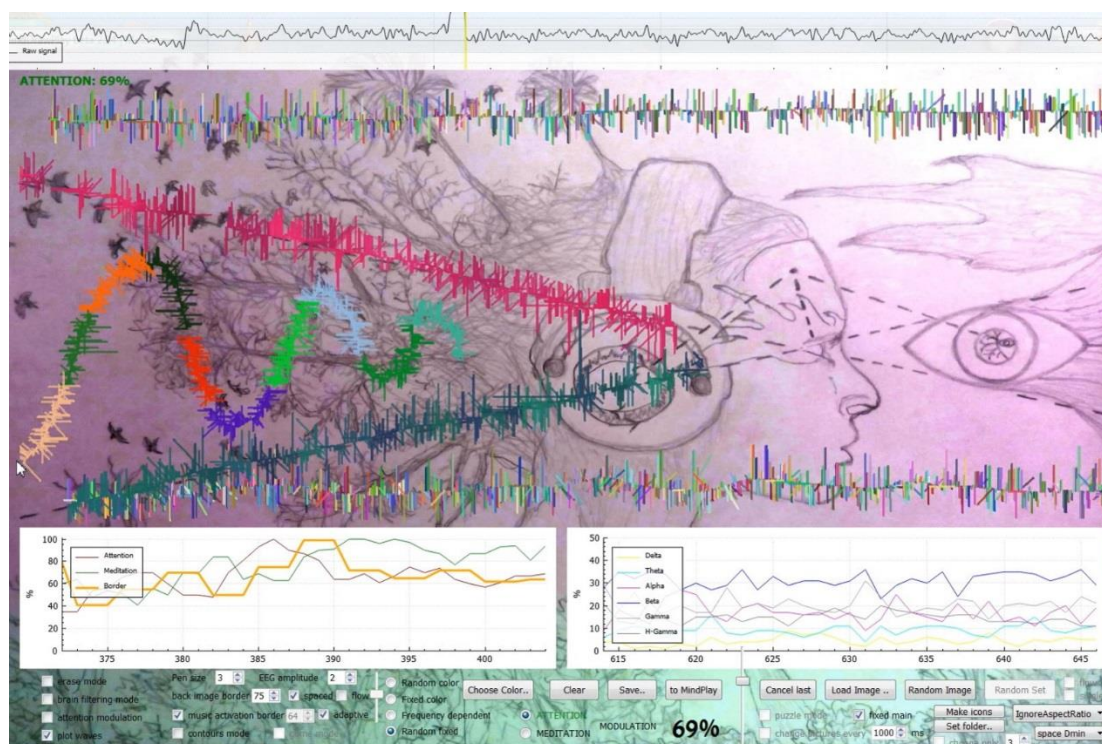 Raw signal
ATTENTION: 69%
100
80
60
40
20
0
%
Attention
Meditation
Border
375
380
385
390
395
400
50
40
30
20
10
0
%
Delta
Theta
Alpha
Beta
Gamma
H-Gamma
615
620
625
630
635
640
645
erase mode
brain filtering mode
attention modulation
plot waves
Pen size 3 EEG amplitude 2
back image border 75 spaced flow
music activation border 64 adaptive
contours mode
Random color
Fixed color
Frequency dependent
Random fixed
Choose Color.. Clear Save.. to MindPlay
ATTENTION
MEDITATION
MODULATION 69%
Cancel last Load Image .. Random Image Random Set
puzzle mode fixed main
change pictures every 1000 ms
Make icons
Set folder..
3
IgnoreAspectRatio
space Dmin